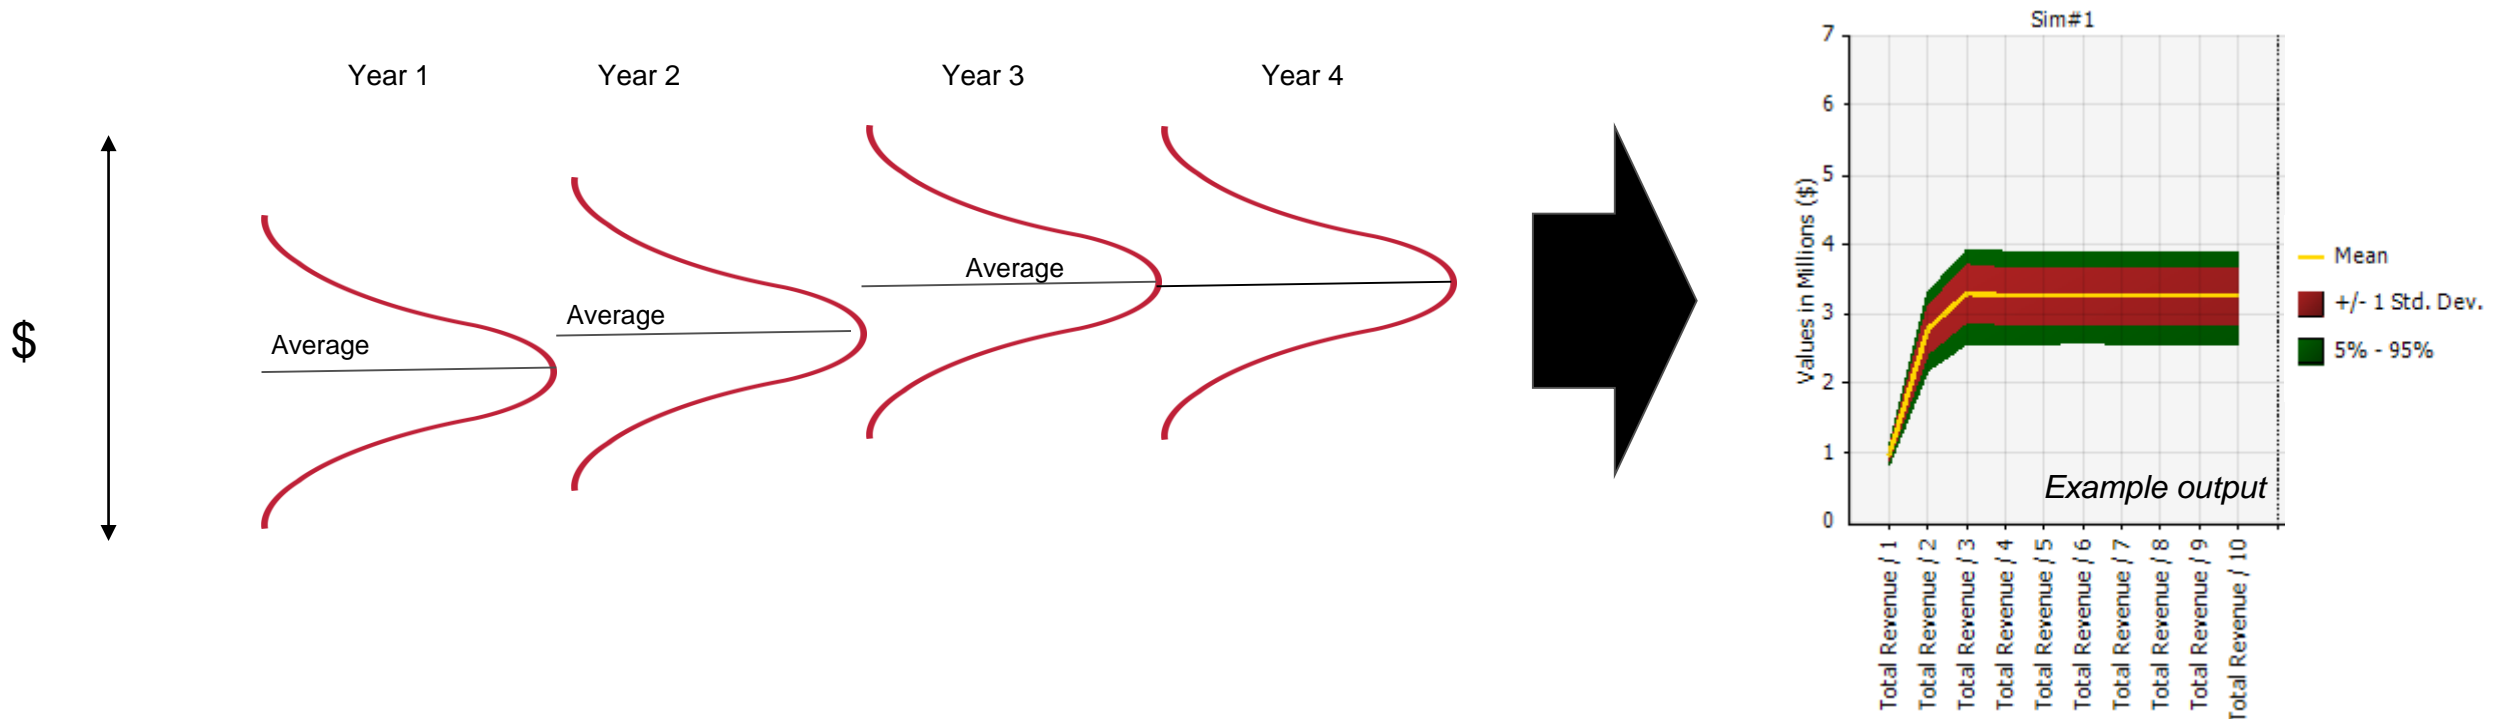 Year 1
Year 2
Year 3
Year 4
$
Average
Average
Average
Sim#1
Values in Millions ($)
7
6
5
4
3
2
1
0
Example output
Total Revenue / 1
Total Revenue / 2
Total Revenue / 3
Total Revenue / 4
Total Revenue / 5
Total Revenue / 6
Total Revenue / 7
Total Revenue / 8
Total Revenue / 9
Total Revenue / 10
Mean
+/- 1 Std. Dev.
5% - 95%